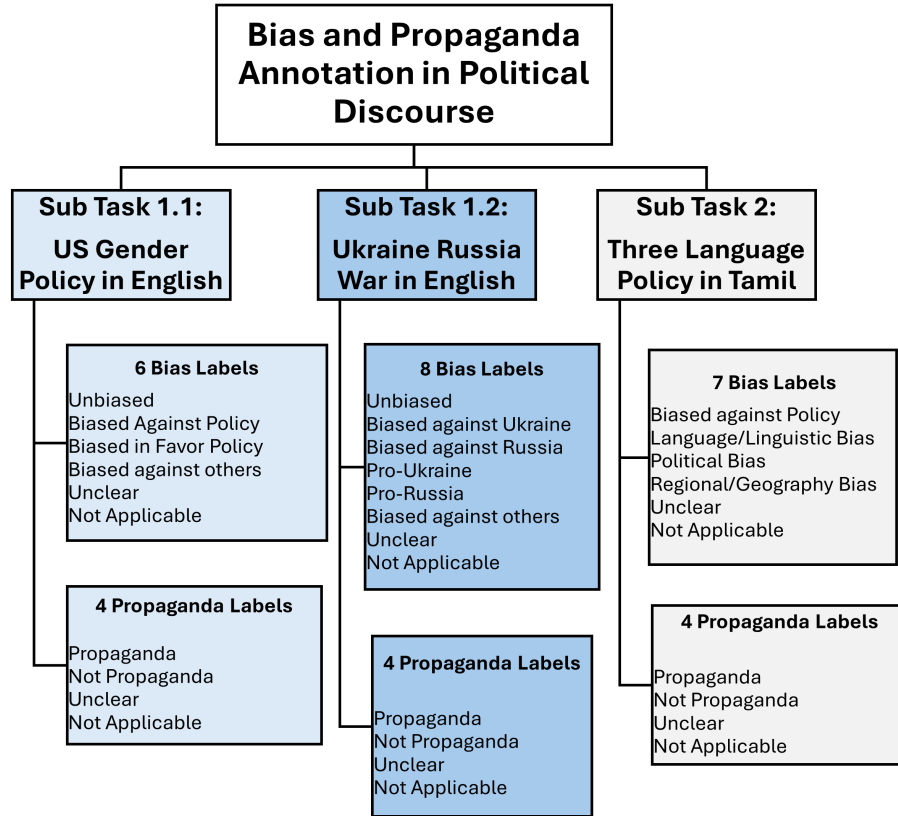 Bias and Propaganda
Annotation in Political
Discourse
Sub Task 1.1:
US Gender
Policy in English
Sub Task 1.2:
Ukraine Russia
War in English
Sub Task 2:
Three Language
Policy in Tamil
6 Bias Labels
Unbiased
Biased Against Policy
Biased in Favor Policy
Biased against others
Unclear
Not Applicable
8 Bias Labels
Unbiased
Biased against Ukraine
Biased against Russia
Pro-Ukraine
Pro-Russia
Biased against others
Unclear
Not Applicable
7 Bias Labels
Biased against Policy
Language/Linguistic Bias
Political Bias
Regional/Geography Bias
Unclear
Not Applicable
4 Propaganda Labels
Propaganda
Not Propaganda
Unclear
Not Applicable
4 Propaganda Labels
Propaganda
Not Propaganda
Unclear
Not Applicable
4 Propaganda Labels
Propaganda
Not Propaganda
Unclear
Not Applicable